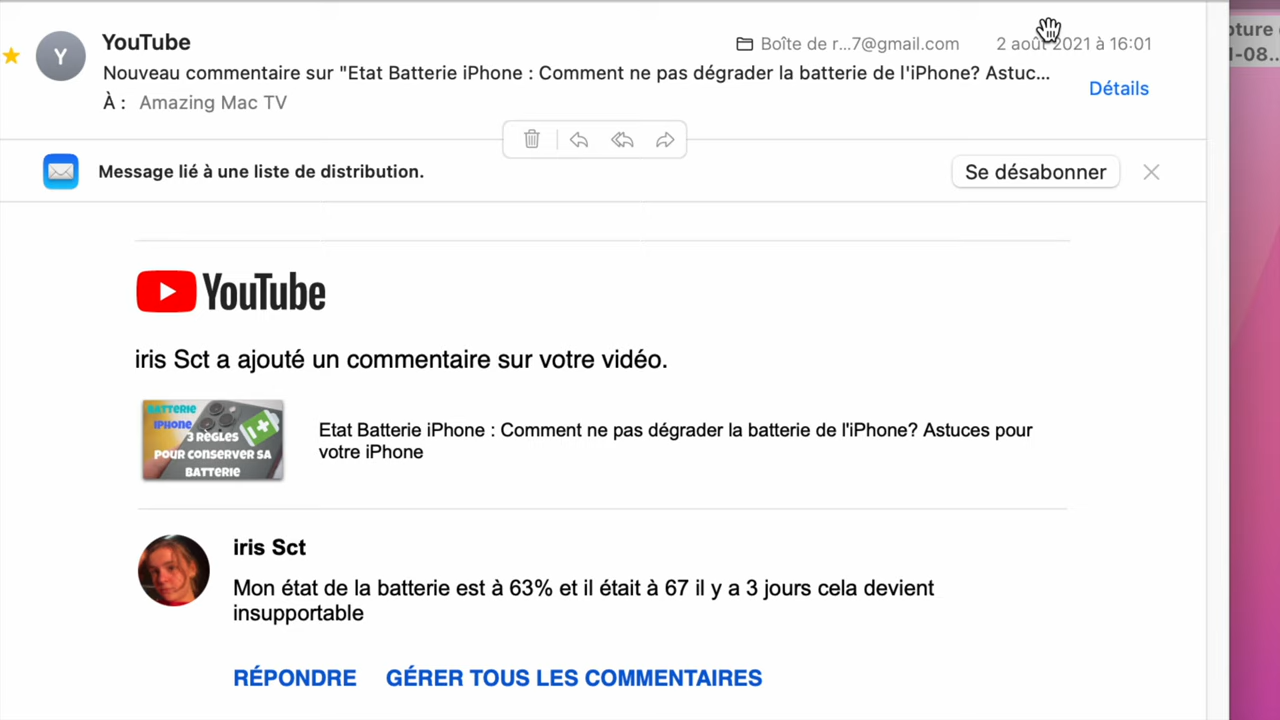 YouTube
Boîte de r...7@gmail.com
2 août 2021 à 16:01
Nouveau commentaire sur "Etat Batterie iPhone : Comment ne pas dégrader la batterie de l'iPhone? Astuc...
Détails
À : Amazing Mac TV
Y
Message lié à une liste de distribution.
Se désabonner
YouTube
iris Sct a ajouté un commentaire sur votre vidéo.
BATTERIE
IPHONE
3 RÈGLES
POUR CONSERVER SA
BATTERIE
Etat Batterie iPhone : Comment ne pas dégrader la batterie de l'iPhone? Astuces pour
votre iPhone
iris Sct
Mon état de la batterie est à 63% et il était à 67 il y a 3 jours cela devient
insupportable
RÉPONDRE
GÉRER TOUS LES COMMENTAIRES